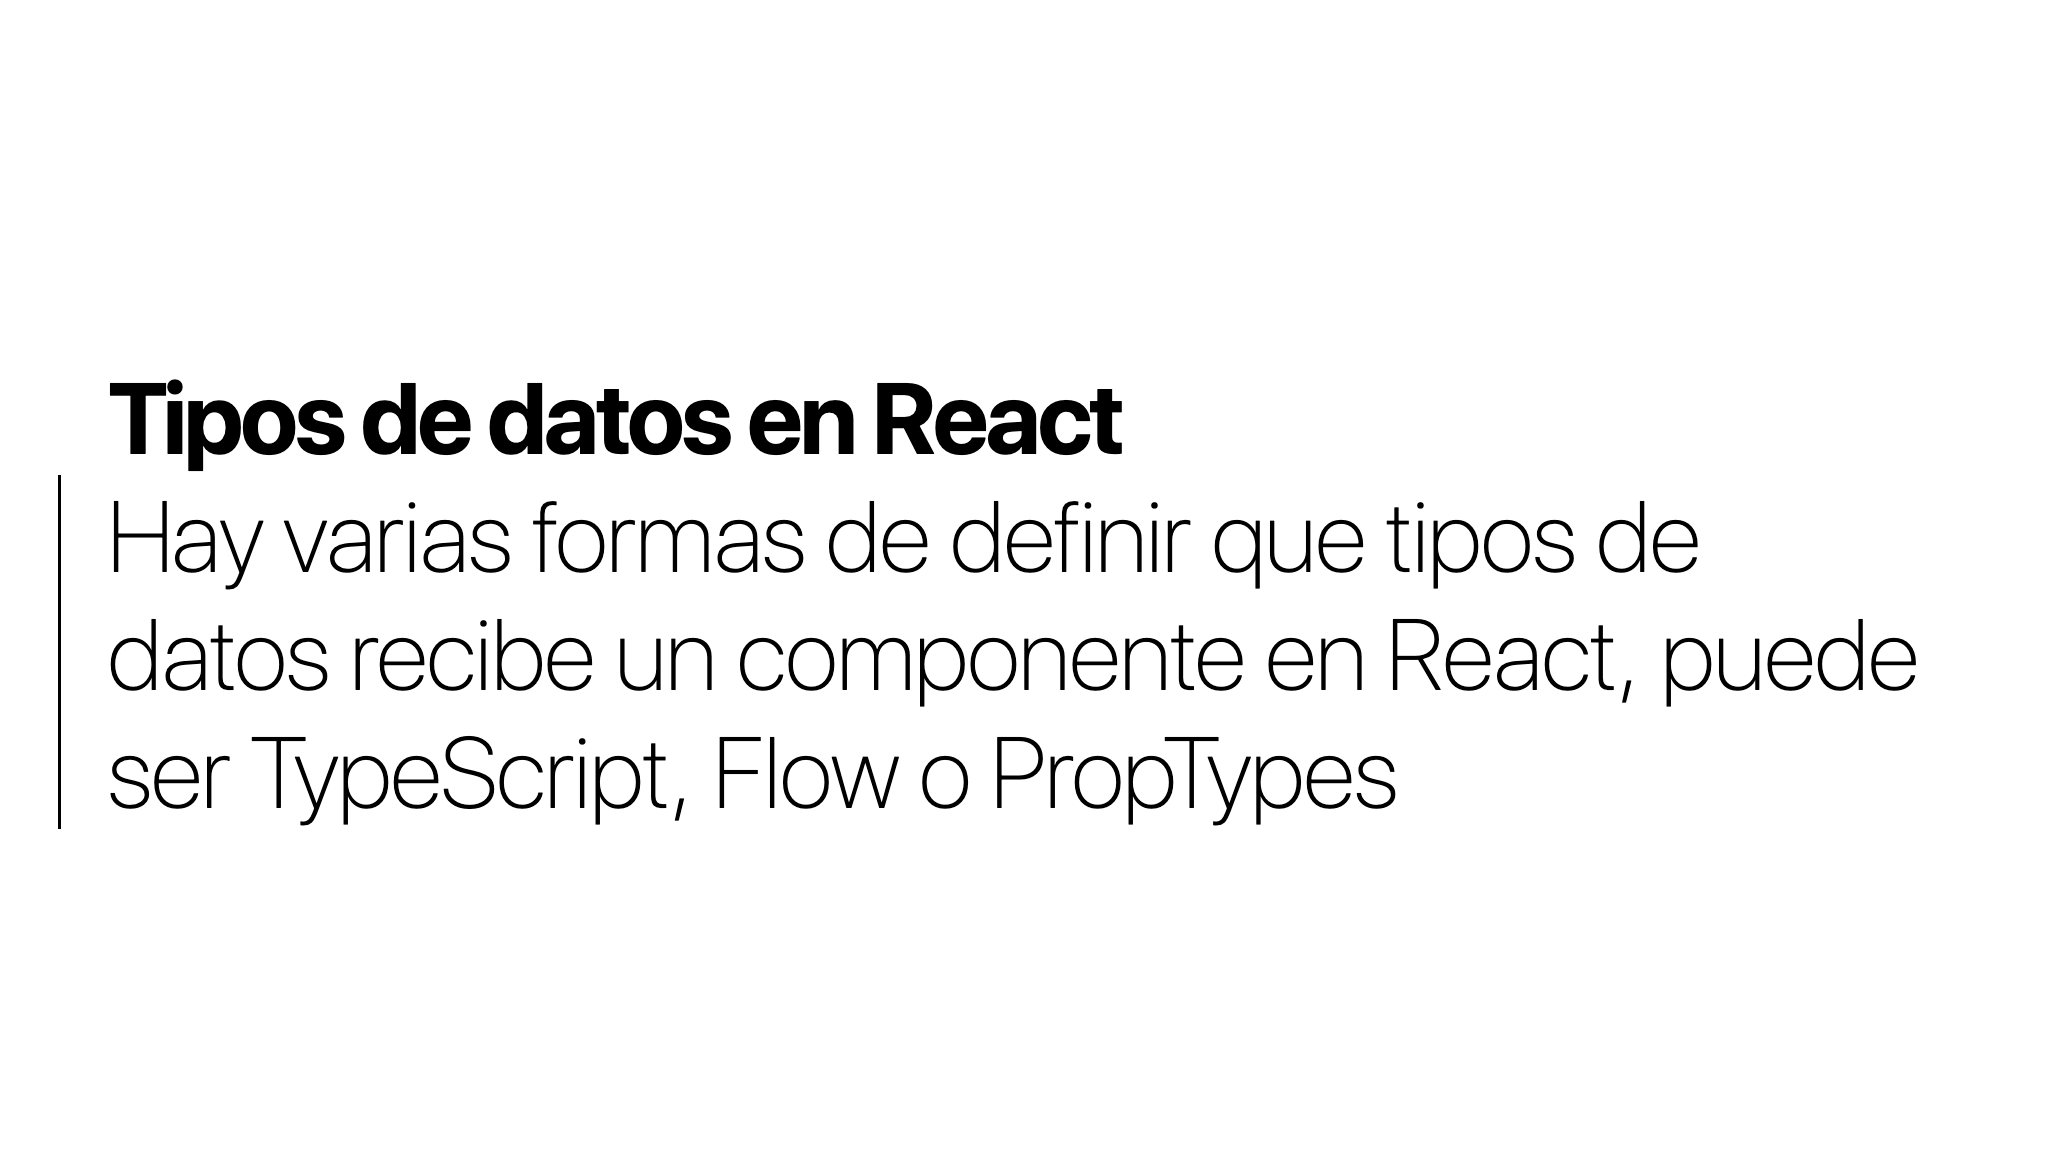 Tipos de datos en React
Hay varias formas de definir que tipos de
datos recibe un componente en React, puede
ser TypeScript, Flow o PropTypes